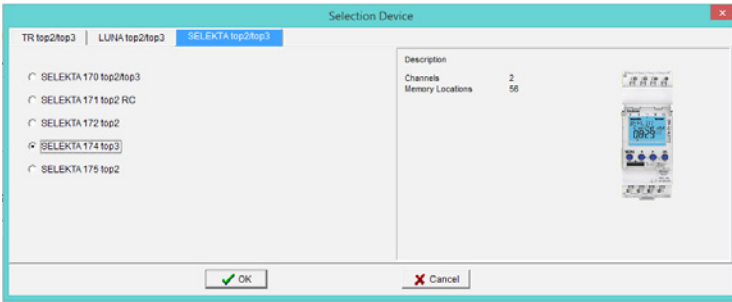 Selection Device
TR top2/top3
LUNA top2/top3
SELEKTA top2/top3
SELEKTA 170 top2/top3
SELEKTA 171 top2 RC
SELEKTA 172 top2
SELEKTA 174 top3
SELEKTA 175 top2
Description
Channels 2
Memory Locations 56
OK
Cancel